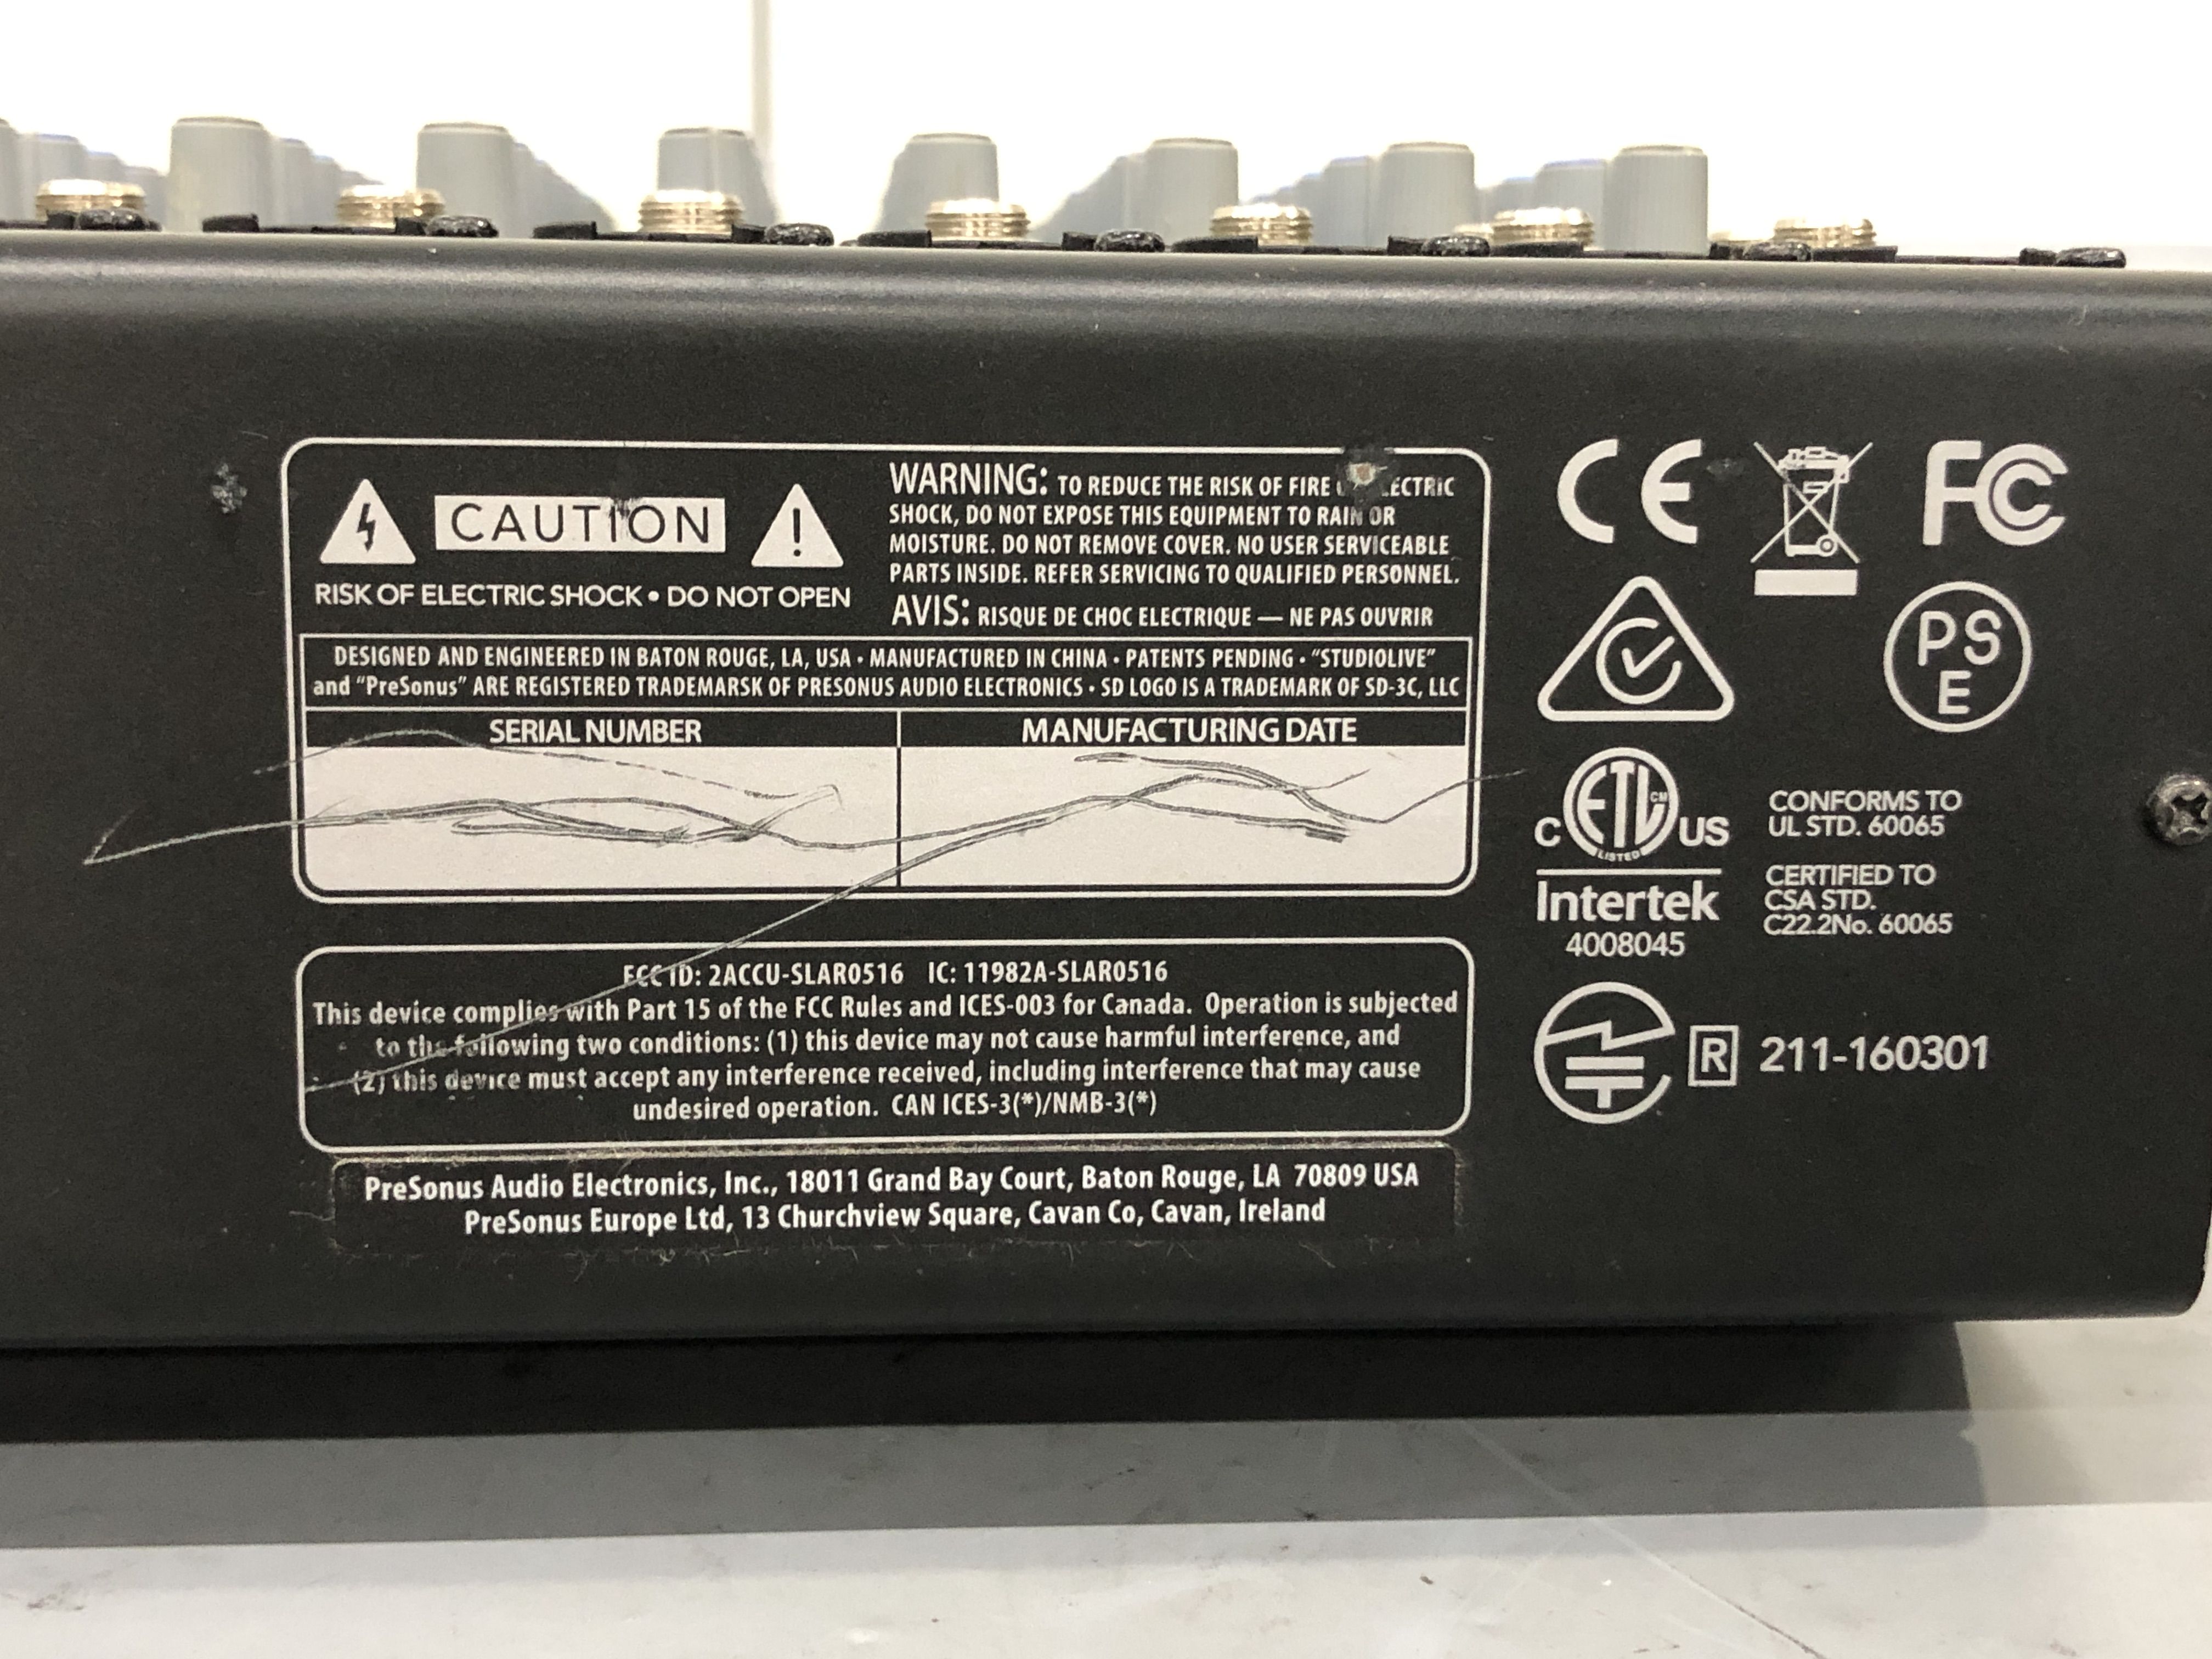 CAUTION
RISK OF ELECTRIC SHOCK • DO NOT OPEN
WARNING: TO REDUCE THE RISK OF FIRE
SHOCK, DO NOT EXPOSE THIS EQUIPMENT TO RAIN OR
MOISTURE. DO NOT REMOVE COVER. NO USER SERVICEABLE
PARTS INSIDE. REFER SERVICING TO QUALIFIED PERSONNEL.
AVIS: RISQUE DE CHOC ELECTRIQUE — NE PAS OUVRIR
DESIGNED AND ENGINEERED IN BATON ROUGE, LA, USA • MANUFACTURED IN CHINA • PATENTS PENDING • "STUDIOLIVE"
and "PreSonus" ARE REGISTERED TRADEMARSK OF PRESONUS AUDIO ELECTRONICS • SD LOGO IS A TRADEMARK OF SD-3C, LLC
SERIAL NUMBER
MANUFACTURING DATE
FCC ID: 2ACCU-SLAR0516 IC: 11982A-SLAR0516
This device complies with Part 15 of the FCC Rules and ICES-003 for Canada. Operation is subjected
to the following two conditions: (1) this device may not cause harmful interference, and
(2) this device must accept any interference received, including interference that may cause
undesired operation. CAN ICES-3(*)/NMB-3(*)
PreSonus Audio Electronics, Inc., 18011 Grand Bay Court, Baton Rouge, LA 70809 USA
PreSonus Europe Ltd, 13 Churchview Square, Cavan Co, Cavan, Ireland
CE
FC
PS
E
C ETL CM US
LISTED
Intertek
4008045
CONFORMS TO
UL STD. 60065
CERTIFIED TO
CSA STD.
C22.2No. 60065
R 211-160301